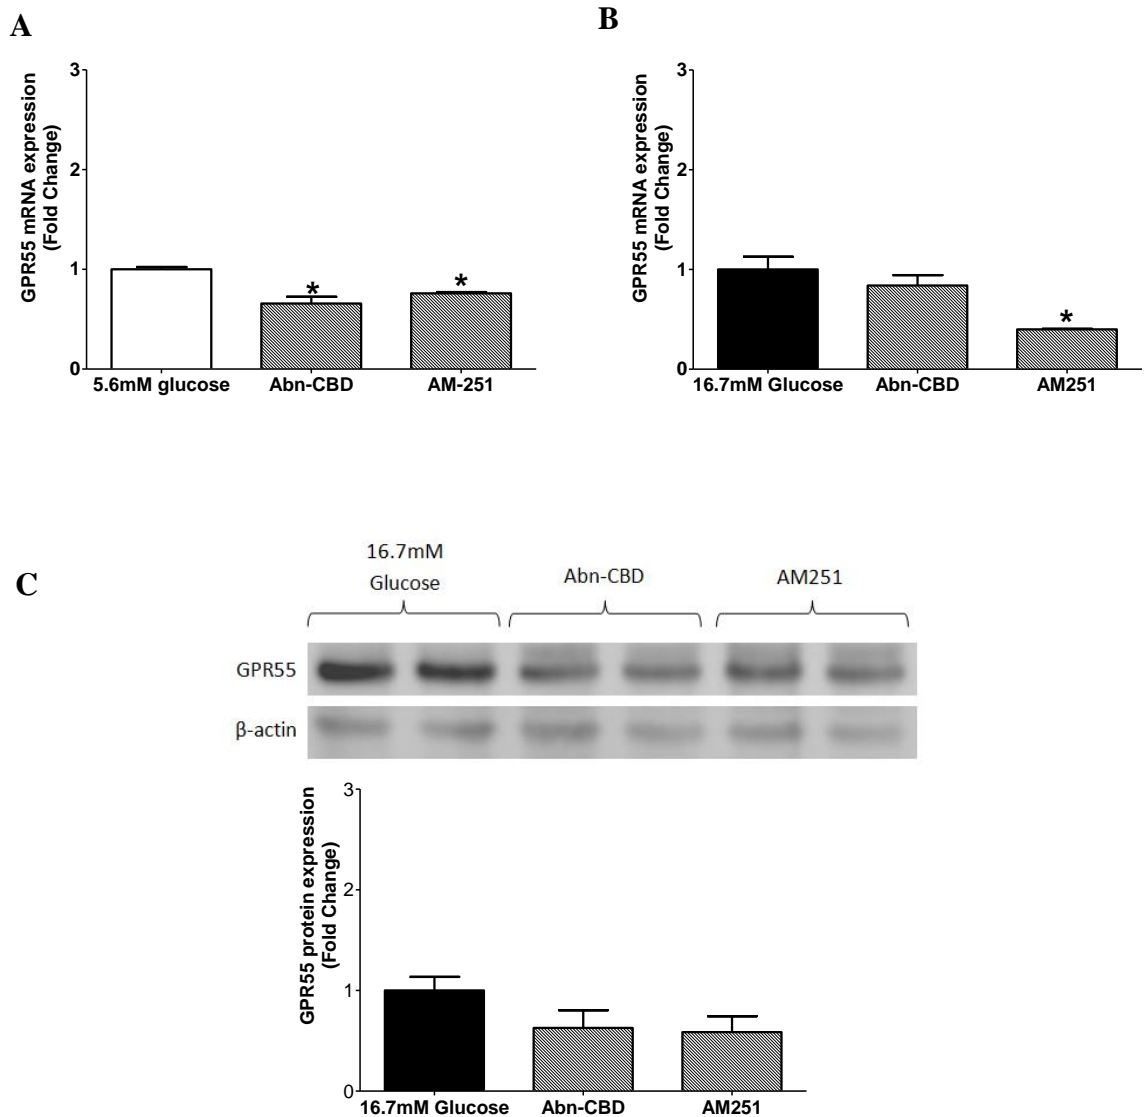 A
GPR55 mRNA expression
(Fold Change)
3
2
1
0
*
*
5.6mM glucose
Abn-CBD
AM-251
B
GPR55 mRNA expression
(Fold Change)
3
2
1
0
*
16.7mM Glucose
Abn-CBD
AM251
C
16.7mM
Glucose
Abn-CBD
AM251
GPR55
β-actin
GPR55 protein expression
(Fold Change)
3
2
1
0
16.7mM Glucose
Abn-CBD
AM251